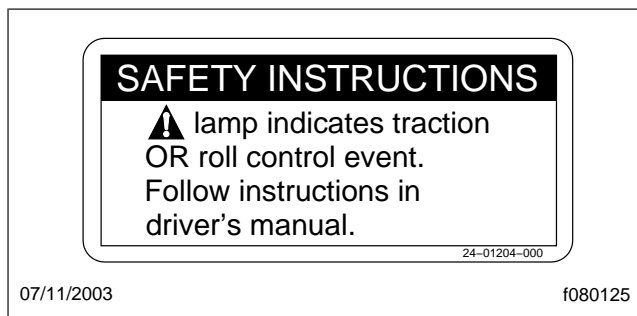 SAFETY INSTRUCTIONS
lamp indicates traction
OR roll control event.
Follow instructions in
driver’s manual.
24–01204–000
07/11/2003
f080125